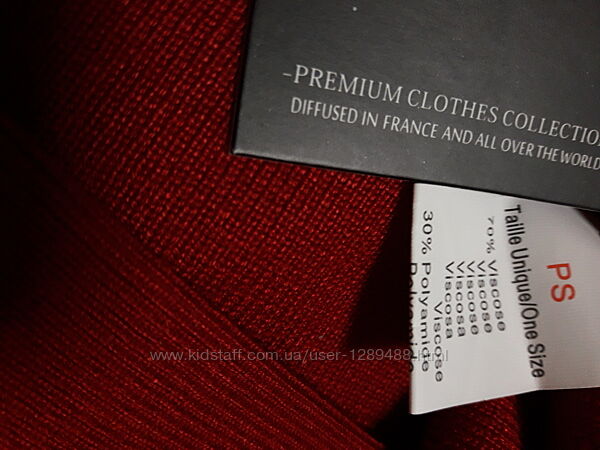 -PREMIUM CLOTHES COLLECTION
DIFFUSED IN FRANCE AND ALL OVER THE WORLD
PS
Taille Unique/One Size
70% Viscose
Viscose
Viscose
Viscosa
Viscosa
Viscose
30% Polyamide
www.kidstaff.com.ua/user-1289488.html